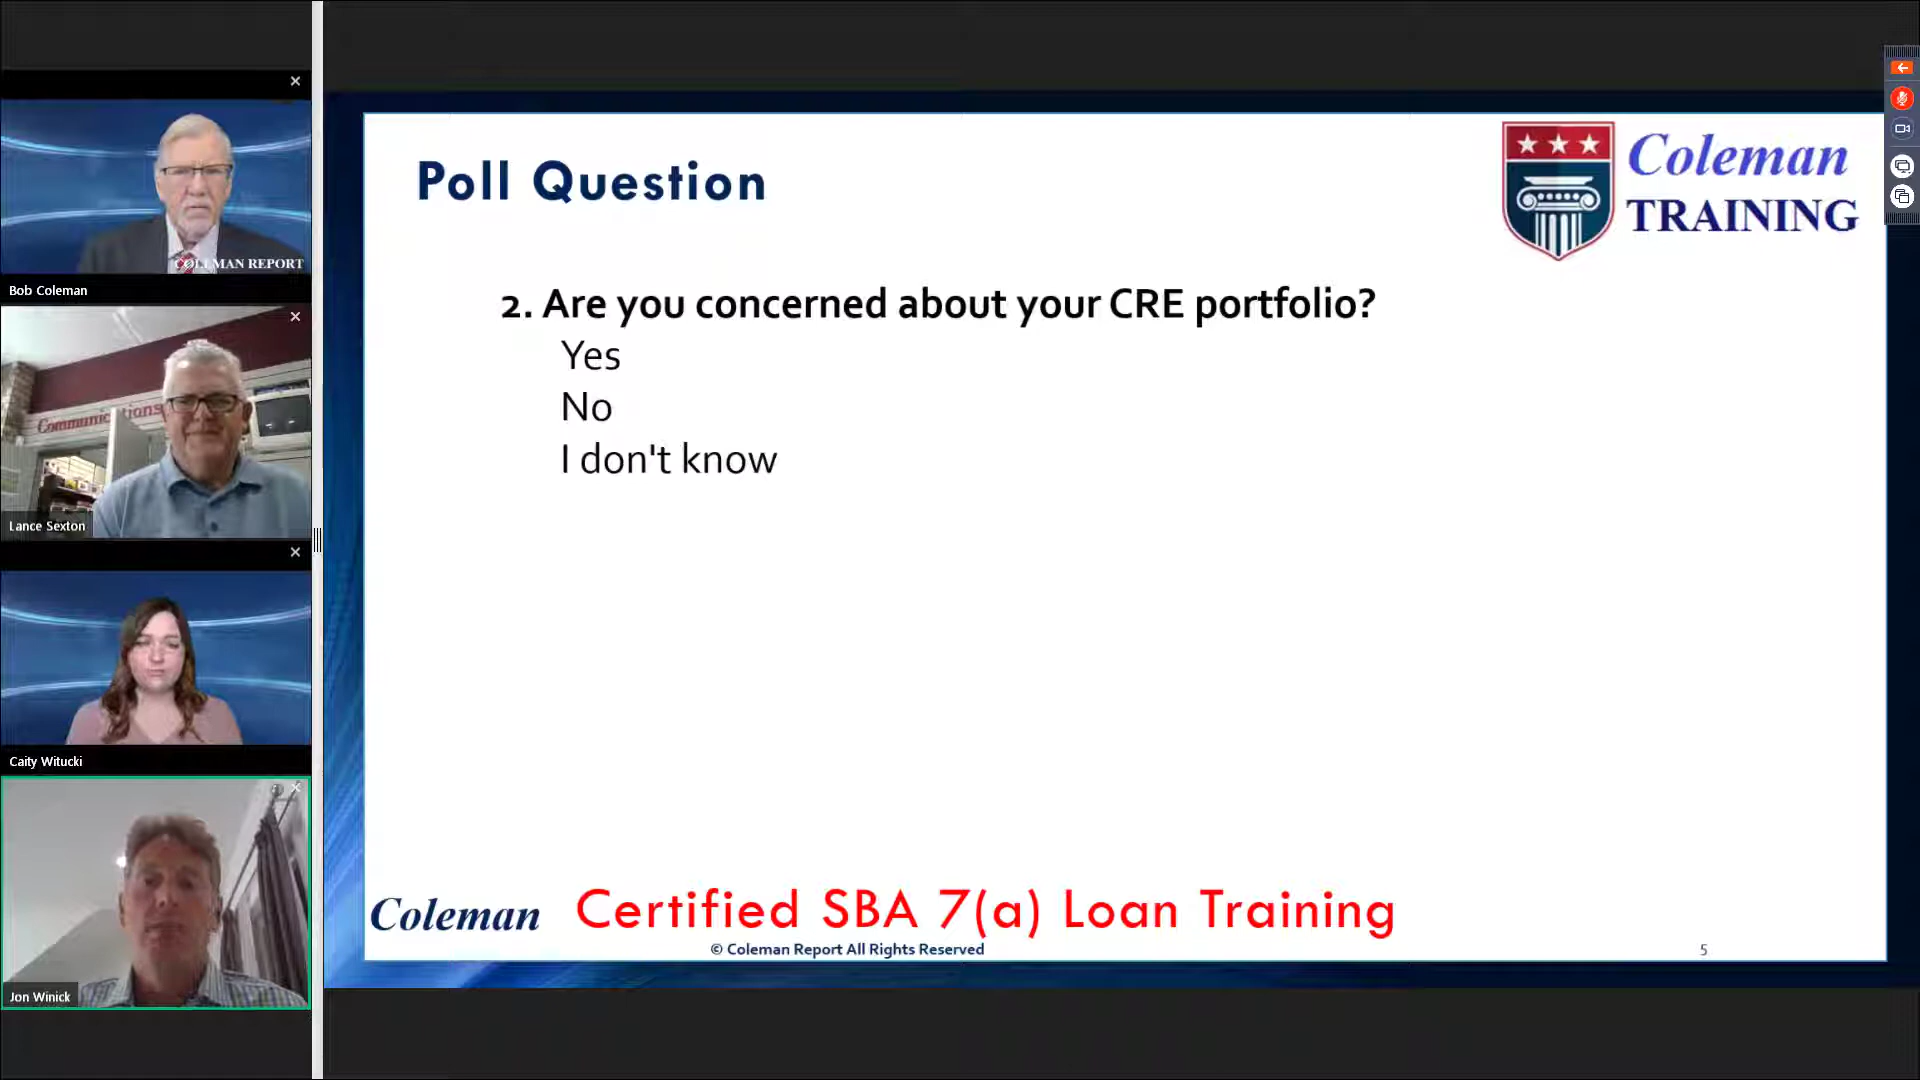 COLEMAN REPORT
Bob Coleman
Communications
Lance Sexton
Caity Witucki
Jon Winick
Poll Question
Coleman
TRAINING
2. Are you concerned about your CRE portfolio?
Yes
No
I don't know
Coleman
Certified SBA 7(a) Loan Training
© Coleman Report All Rights Reserved
5